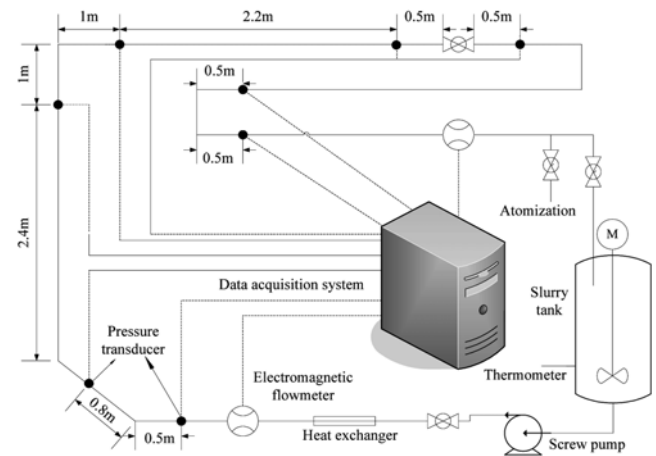 1m
2.2m
0.5m
0.5m
1m
0.5m
0.5m
2.4m
Atomization
M
Data acquisition system
Slurry
tank
Pressure
transducer
Thermometer
Electromagnetic
flowmeter
0.8m
0.5m
Heat exchanger
Screw pump